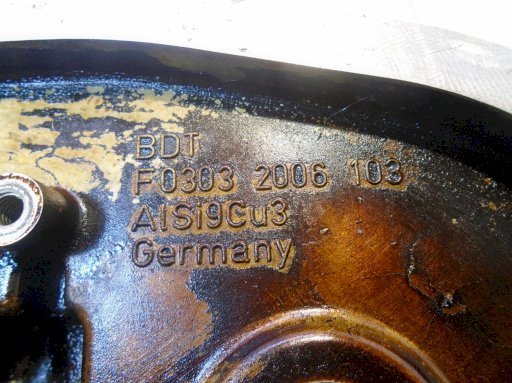 BDT
F0303 2006 103
AlSi9Cu3
Germany